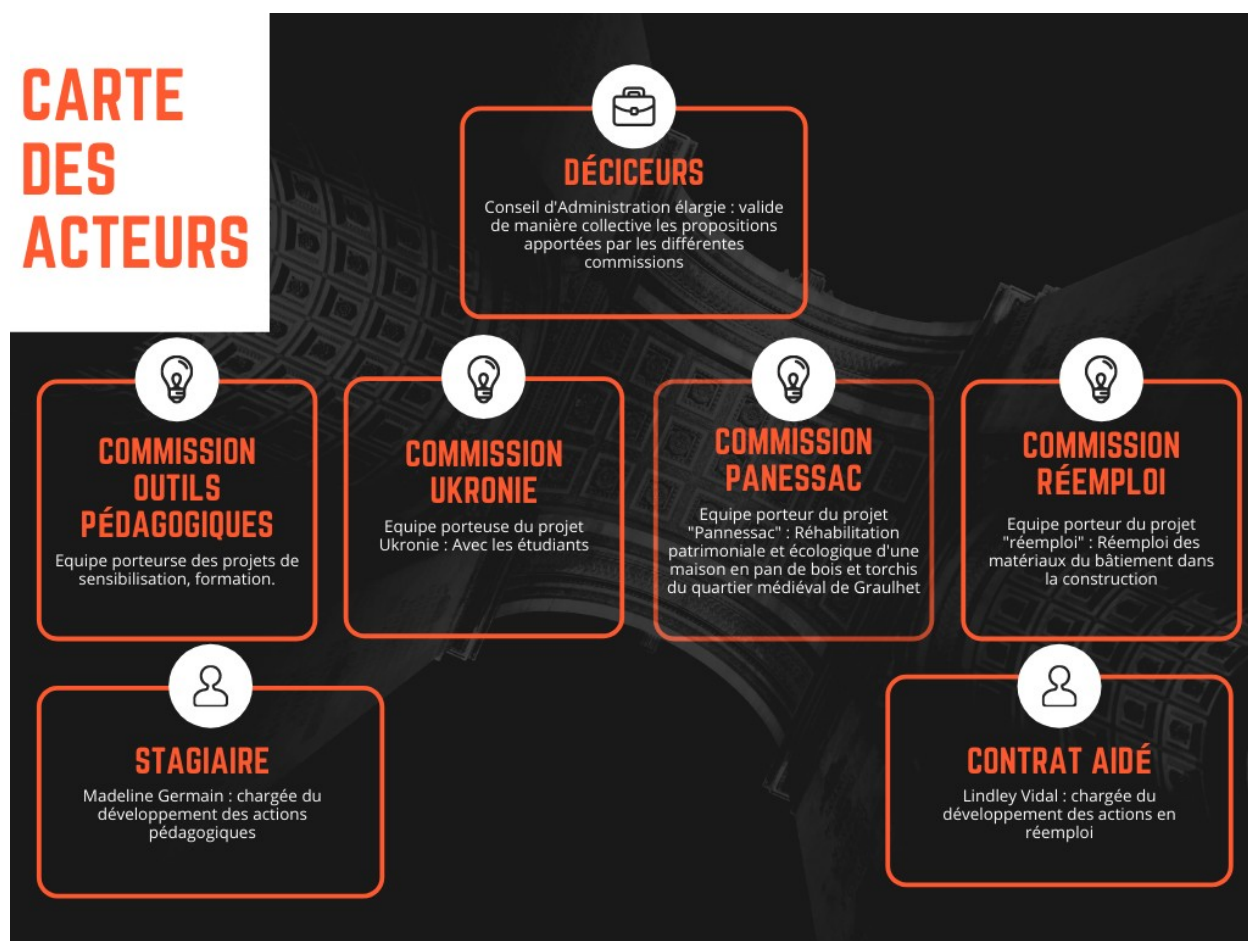 CARTE
DES
ACTEURS
DÉCICEURS
Conseil d'Administration élargie : valide
de manière collective les propositions
apportées par les différentes
commissions
COMMISSION
OUTILS
PÉDAGOGIQUES
Equipe porteurse des projets de
sensibilisation, formation.
COMMISSION
UKRONIE
Equipe porteuse du projet
Ukronie : Avec les étudiants
COMMISSION
PANESSAC
Equipe porteur du projet
"Pannessac" : Réhabilitation
patrimoniale et écologique d'une
maison en pan de bois et torchis
du quartier médiéval de Graulhet
COMMISSION
RÉEMPLOI
Equipe porteur du projet
"réemploi" : Réemploi des
matériaux du bâtiement dans
la construction
STAGIAIRE
Madeline Germain : chargée du
développement des actions
pédagogiques
CONTRAT AIDÉ
Lindley Vidal : chargée du
développement des actions en
réemploi